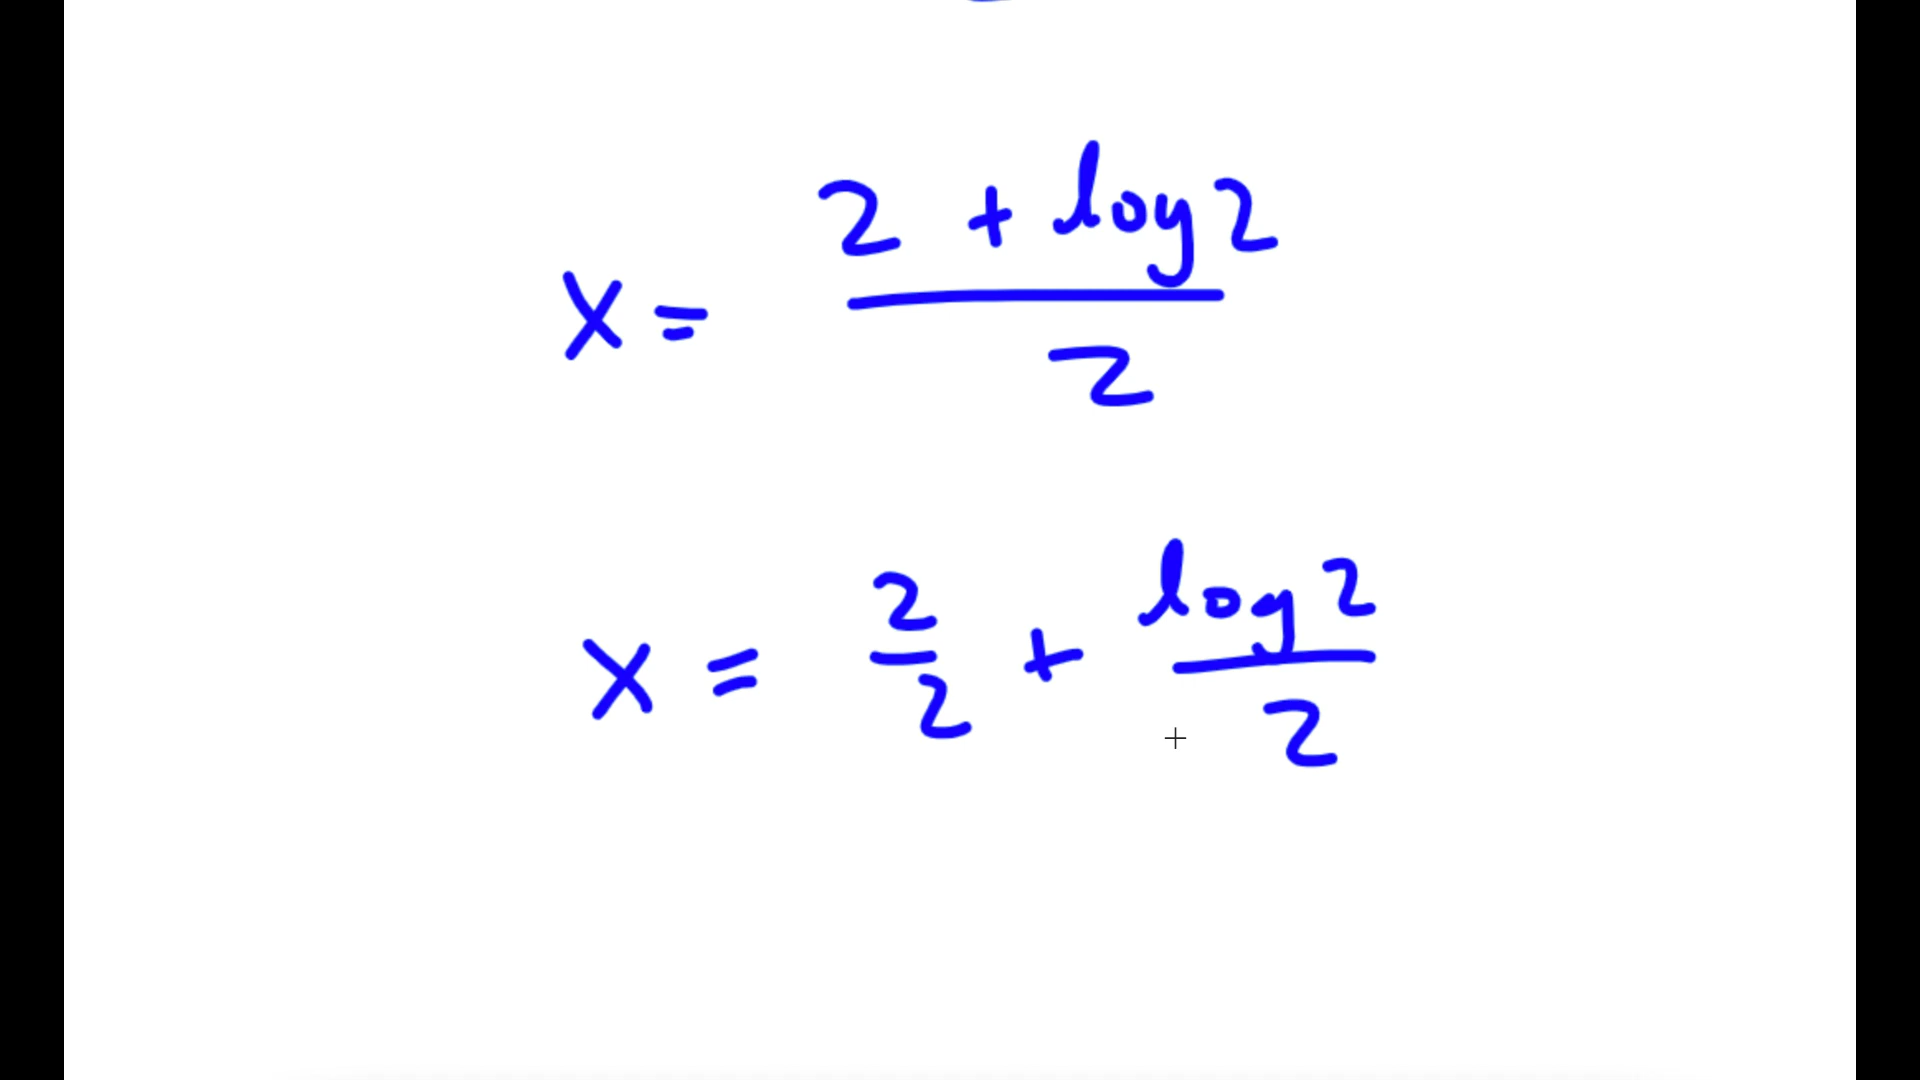 x = (2 + log 2) / 2
x = 2/2 + (log 2) / 2